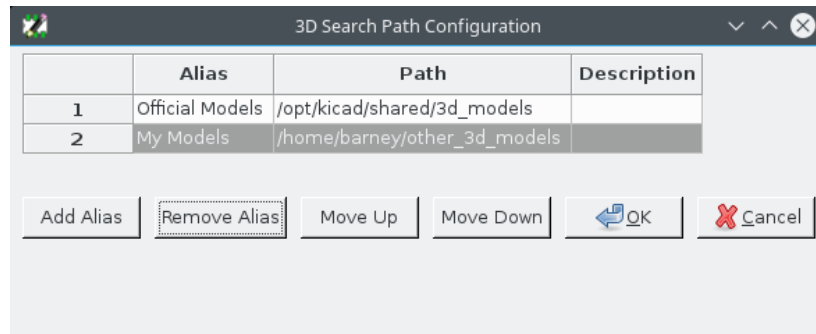 3D Search Path Configuration
Alias Path Description
1 Official Models /opt/kicad/shared/3d_models
2 My Models /home/barney/other_3d_models
Add Alias Remove Alias Move Up Move Down OK Cancel